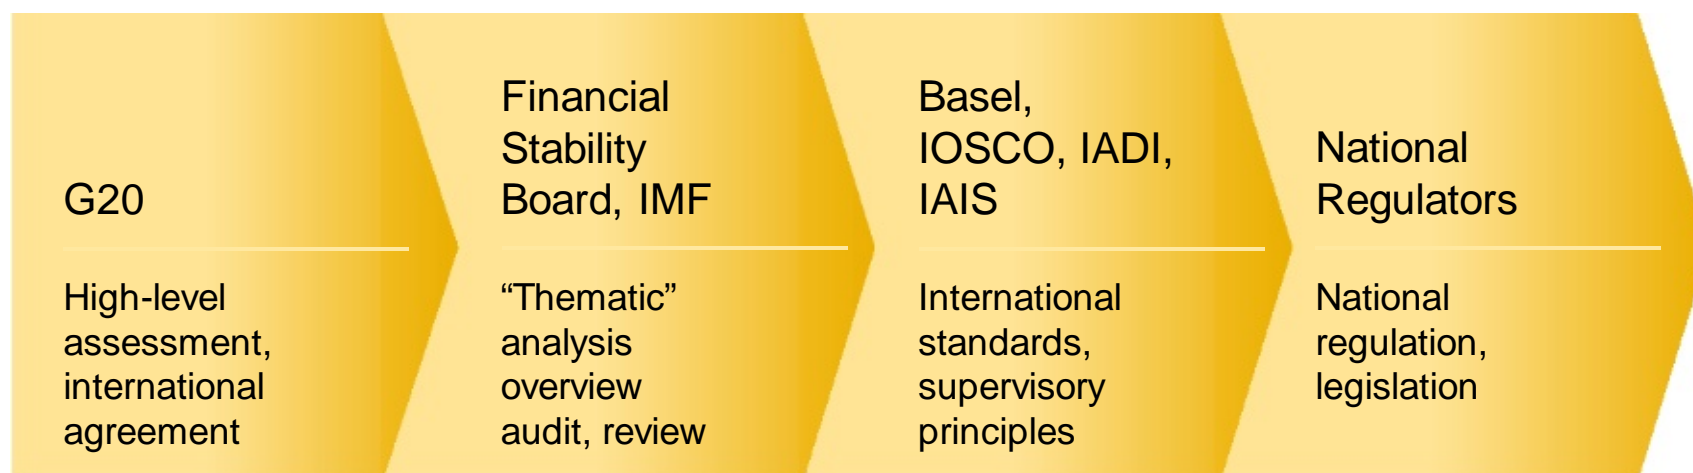 G20
High-level
assessment,
international
agreement
Financial
Stability
Board, IMF
“Thematic”
analysis
overview
audit, review
Basel,
IOSCO, IADI,
IAIS
International
standards,
supervisory
principles
National
Regulators
National
regulation,
legislation